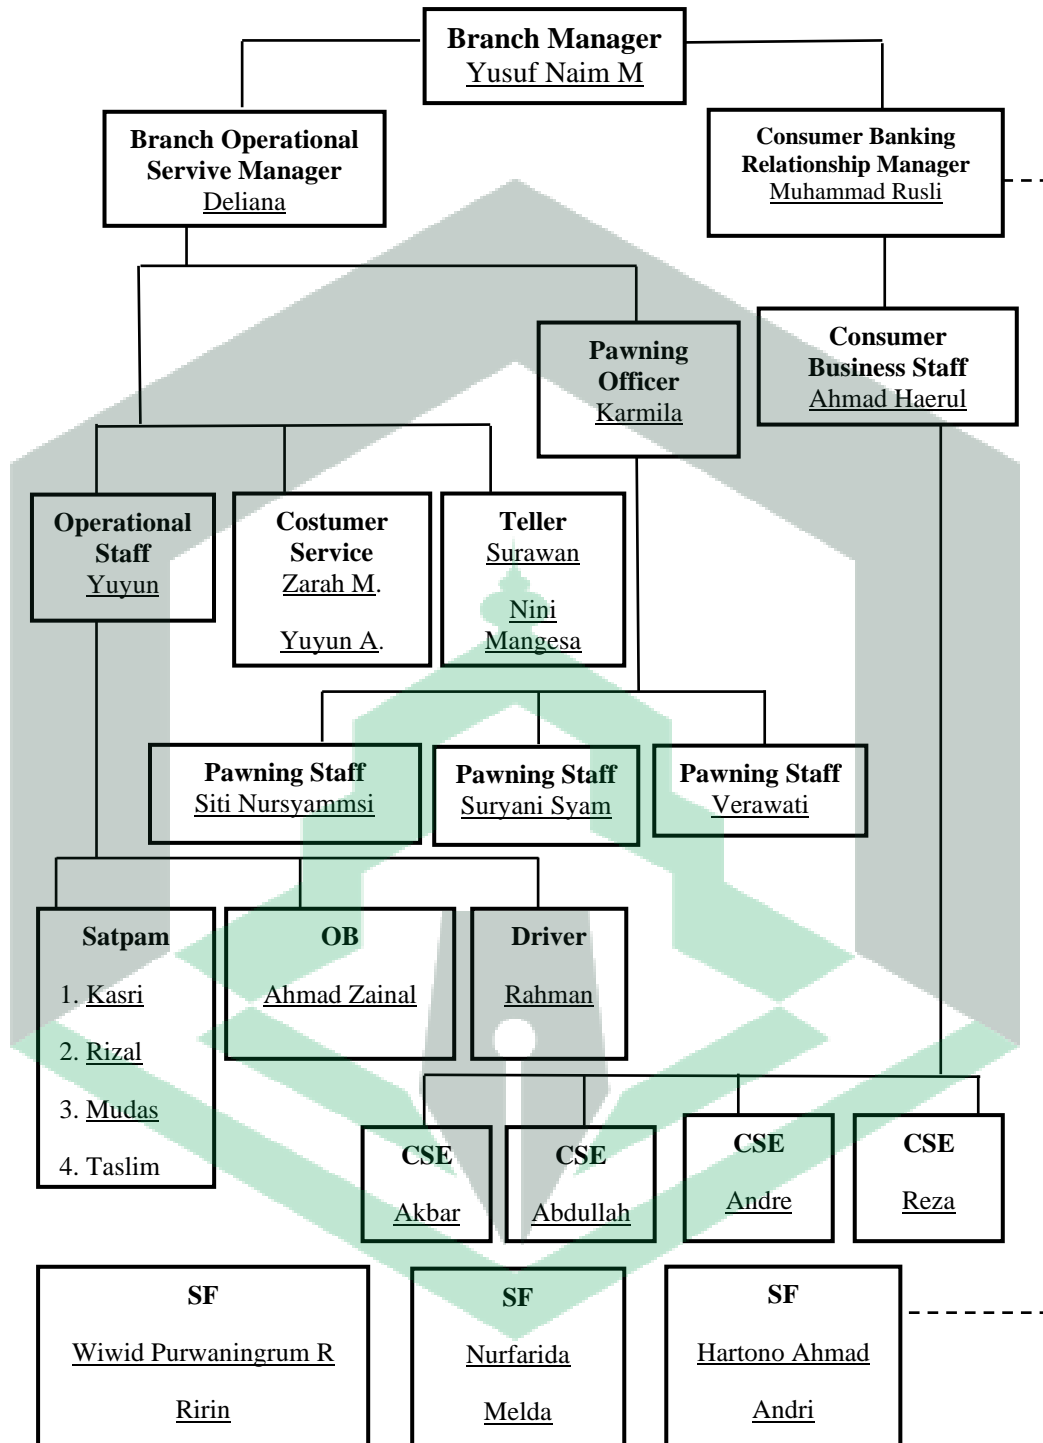 Branch Manager
Yusuf Naim M
Branch Operational
Servive Manager
Deliana
Consumer Banking
Relationship Manager
Muhammad Rusli
Pawning
Officer
Karmila
Consumer
Business Staff
Ahmad Haerul
Operational
Staff
Yuyun
Costumer
Service
Zarah M.
Yuyun A.
Teller
Surawan
Nini
Mangesa
Pawning Staff
Siti Nursyammsi
Pawning Staff
Suryani Syam
Pawning Staff
Verawati
Satpam
1. Kasri
2. Rizal
3. Mudas
4. Taslim
OB
Ahmad Zainal
Driver
Rahman
CSE
Akbar
CSE
Abdullah
CSE
Andre
CSE
Reza
SF
Wiwid Purwaningrum R
Ririn
SF
Nurfarida
Melda
SF
Hartono Ahmad
Andri